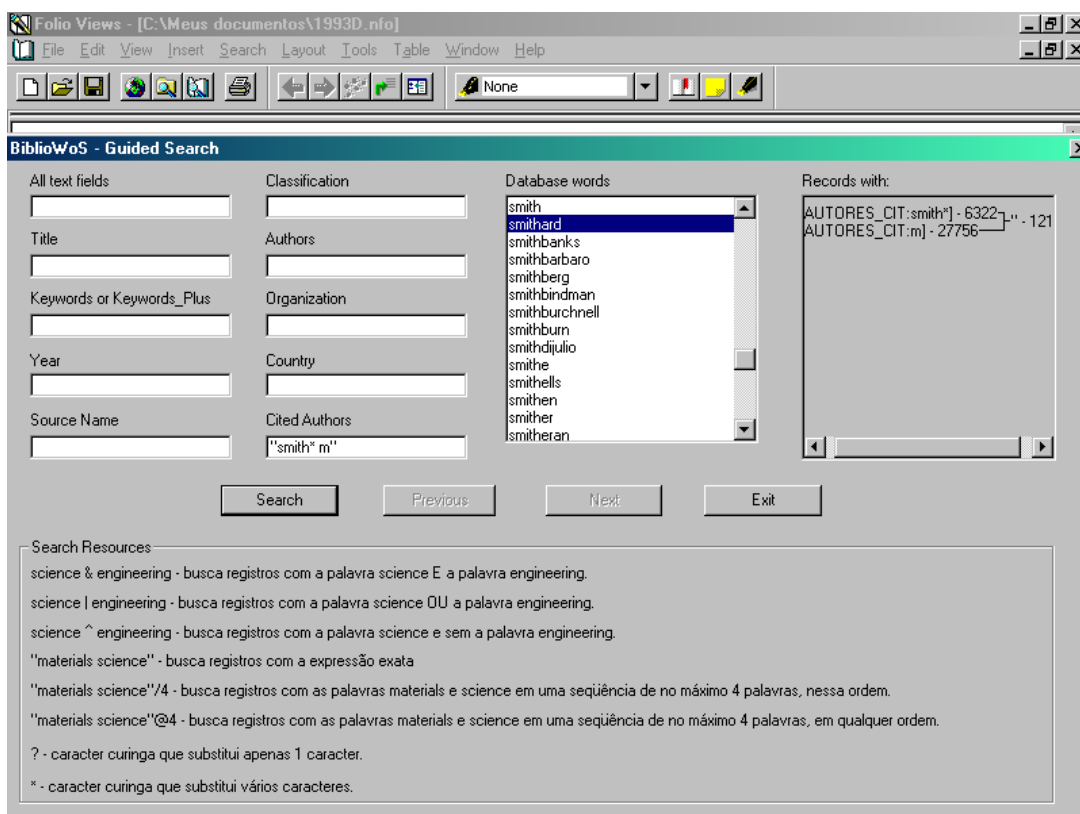 Folio Views - [C:\Meus documentos\1993D.nfo]
File Edit View Insert Search Layout Tools Table Window Help
None
BiblioWoS - Guided Search
All text fields
Classification
Database words
Records with:
Title
Authors
Keywords or Keywords_Plus
Organization
Year
Country
Source Name
Cited Authors
"smith* m"
smith
smithard
smithbanks
smithbarbaro
smithberg
smithbindman
smithburchnell
smithburn
smithdijulio
smithe
smithells
smithen
smither
smitheran
AUTORES_CIT:smith*] - 6322
AUTORES_CIT:m] - 27756
" - 121
Search Previous Next Exit
Search Resources
science & engineering - busca registros com a palavra science E a palavra engineering.
science | engineering - busca registros com a palavra science OU a palavra engineering.
science ^ engineering - busca registros com a palavra science e sem a palavra engineering.
"materials science" - busca registros com a expressão exata
"materials science"/4 - busca registros com as palavras materials e science em uma seqüência de no máximo 4 palavras, nessa ordem.
"materials science"@4 - busca registros com as palavras materials e science em uma seqüência de no máximo 4 palavras, em qualquer ordem.
? - caracter curinga que substitui apenas 1 caracter.
* - caracter curinga que substitui vários caracteres.